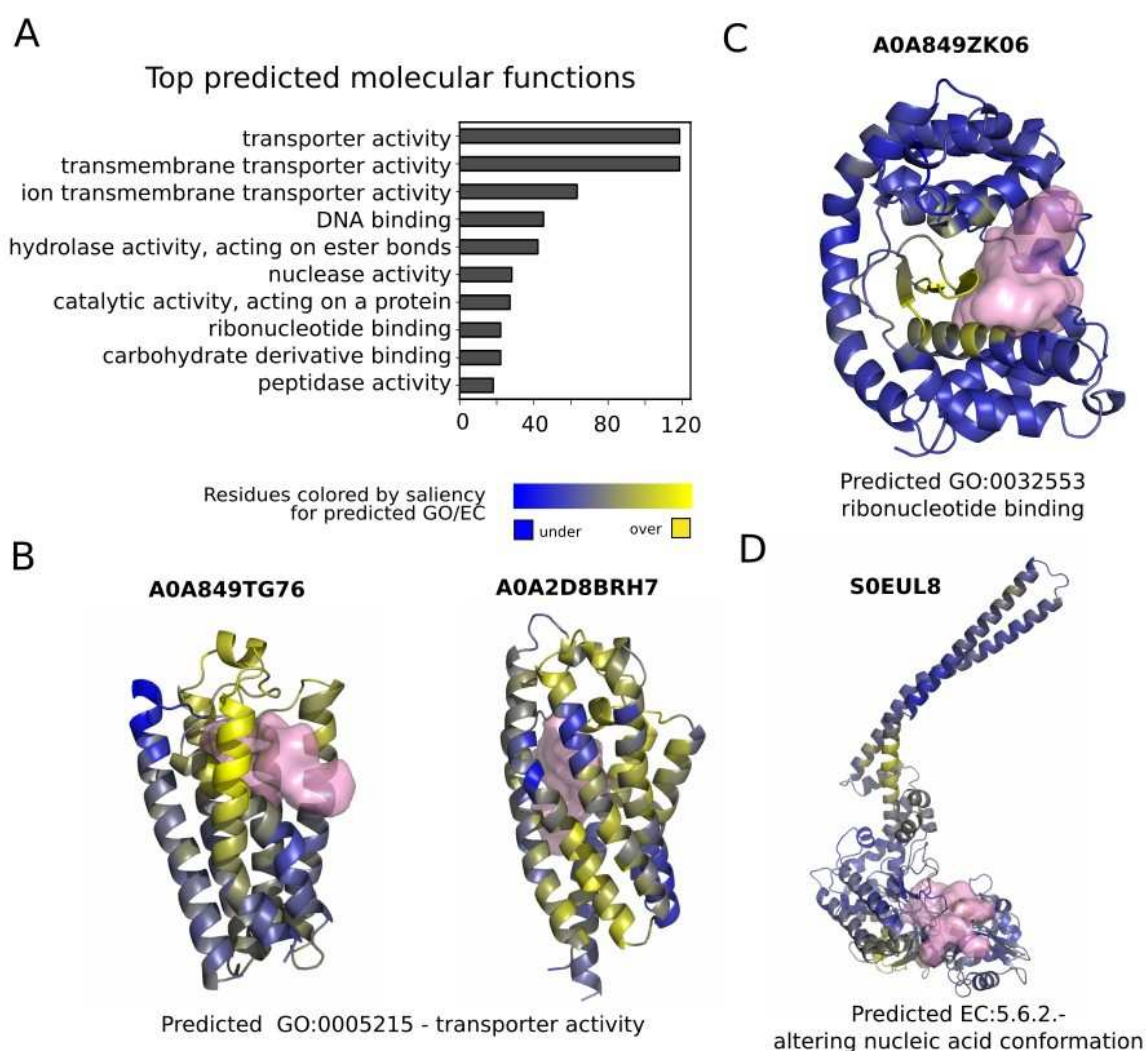 A
Top predicted molecular functions
transporter activity
transmembrane transporter activity
ion transmembrane transporter activity
DNA binding
hydrolase activity, acting on ester bonds
nuclease activity
catalytic activity, acting on a protein
ribonucleotide binding
carbohydrate derivative binding
peptidase activity
0 40 80 120
Residues colored by saliency
for predicted GO/EC
under over
B
A0A849TG76 A0A2D8BRH7
Predicted GO:0005215 - transporter activity
C
A0A849ZK06
Predicted GO:0032553
ribonucleotide binding
D
S0EUL8
Predicted EC:5.6.2.-
altering nucleic acid conformation